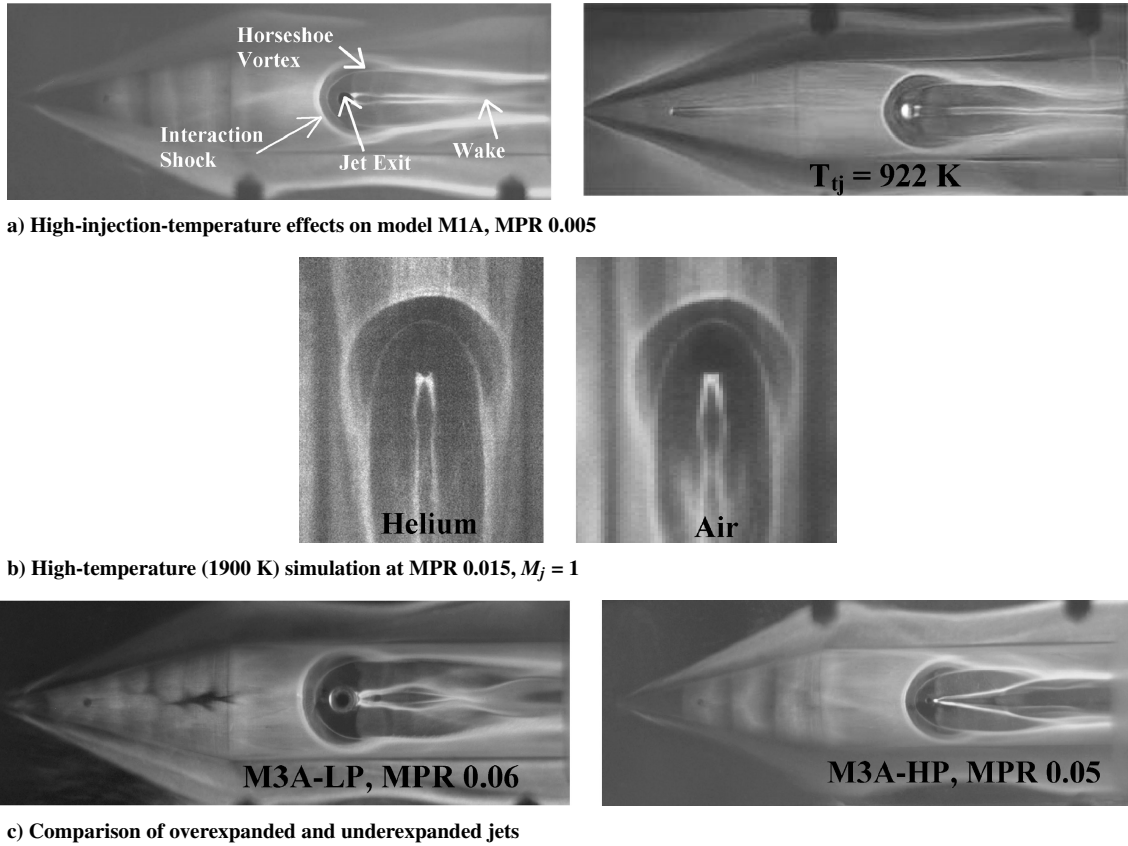 Horseshoe
Vortex
Interaction
Shock
Jet Exit
Wake
T_tj = 922 K
a) High-injection-temperature effects on model M1A, MPR 0.005
Helium
Air
b) High-temperature (1900 K) simulation at MPR 0.015, M_j = 1
M3A-LP, MPR 0.06
M3A-HP, MPR 0.05
c) Comparison of overexpanded and underexpanded jets